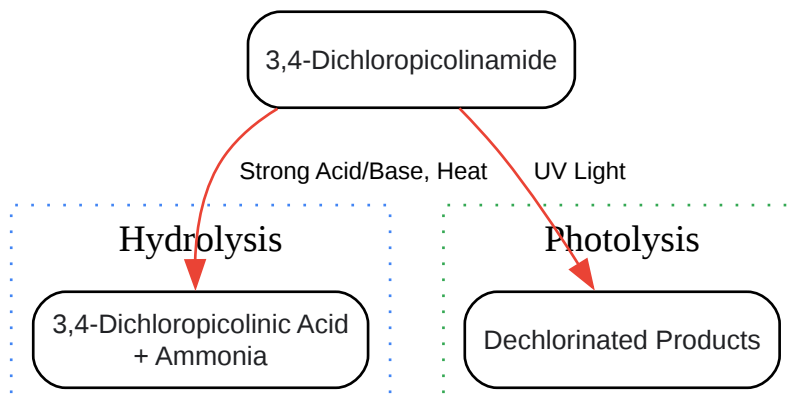 3,4-Dichloropicolinamide
Strong Acid/Base, Heat
UV Light
Hydrolysis
Photolysis
3,4-Dichloropicolinic Acid
+ Ammonia
Dechlorinated Products